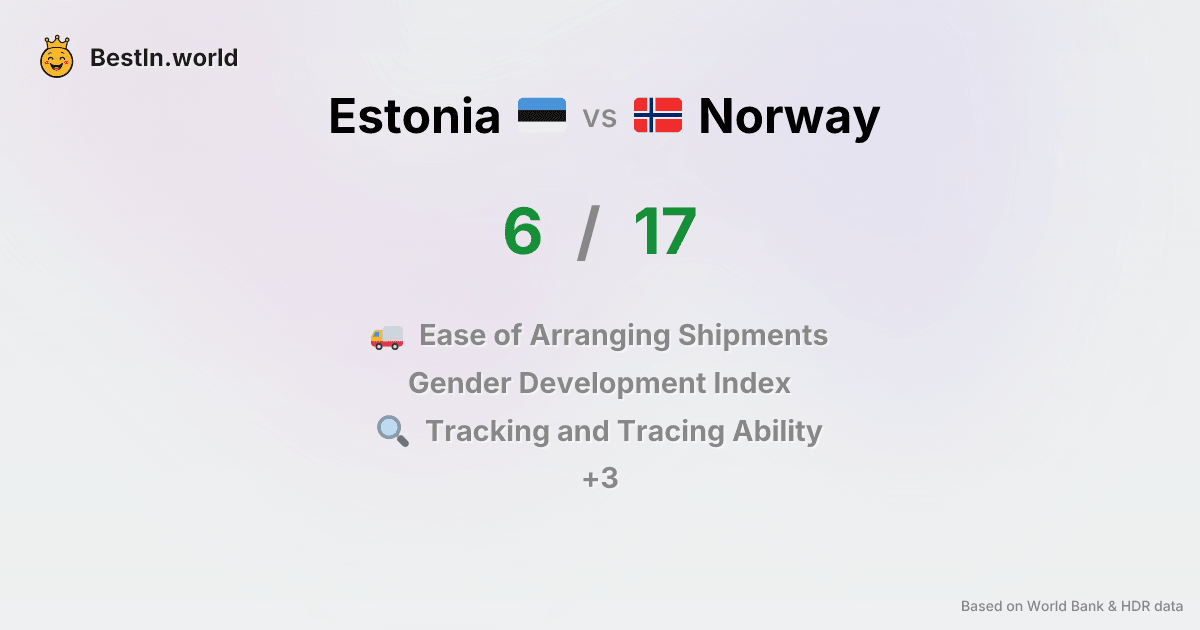 BestIn.world
Estonia vs Norway
6 / 17
Ease of Arranging Shipments
Gender Development Index
Tracking and Tracing Ability
+3
Based on World Bank & HDR data